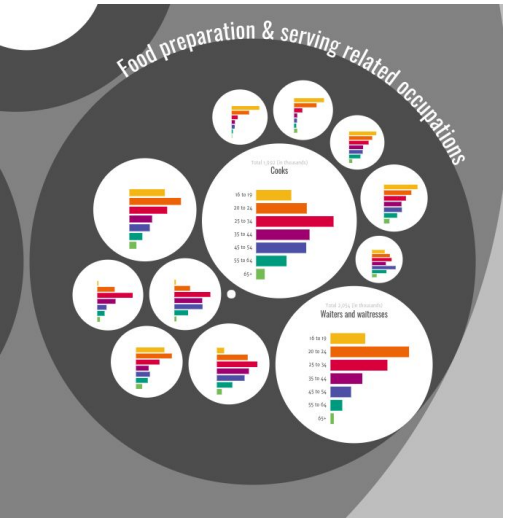 Food preparation & serving related occupations
Cooks
16 to 19
20 to 24
25 to 34
35 to 44
45 to 54
55 to 64
65+
Waiters and waitresses
16 to 19
20 to 24
25 to 34
35 to 44
45 to 54
55 to 64
65+